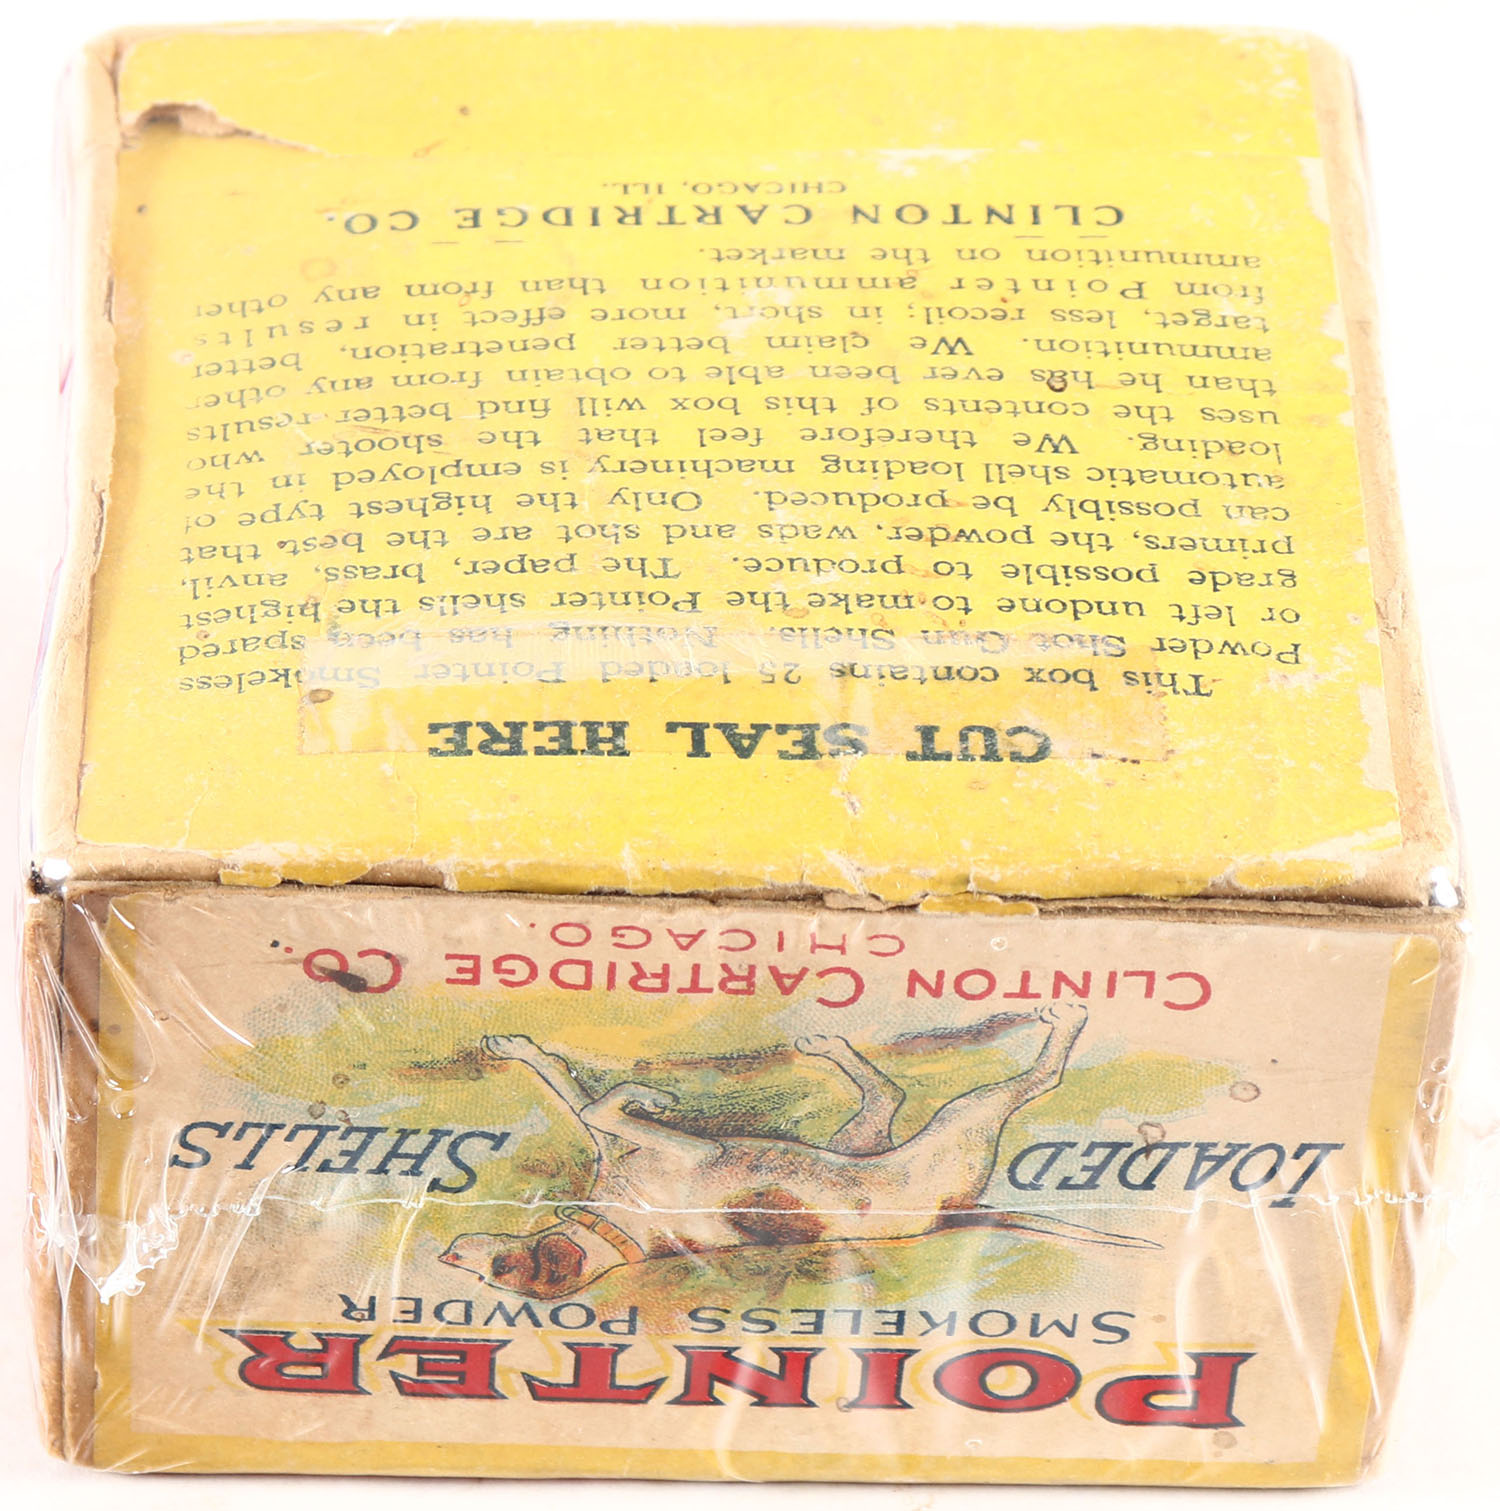 CUT SEAL HERE
This box contains 25 loaded Pointer Smokeless
Powder Shot Gun Shells. Nothing has been spared
or left undone to make the Pointer shells the highest
grade possible to produce. The paper, brass, anvil,
primers, the powder, wads and shot are the best that
can possibly be produced. Only the highest type of
automatic shell loading machinery is employed in the
loading. We therefore feel that the shooter who
uses the contents of this box will find better results
than he has ever been able to obtain from any other
ammunition. We claim better penetration, better
target, less recoil; in short, more effect in results
from Pointer ammunition than from any other
ammunition on the market.
CLINTON CARTRIDGE CO.
CHICAGO, ILL.
POINTER
SMOKELESS POWDER
LOADED SHELLS
CLINTON CARTRIDGE CO.
CHICAGO.